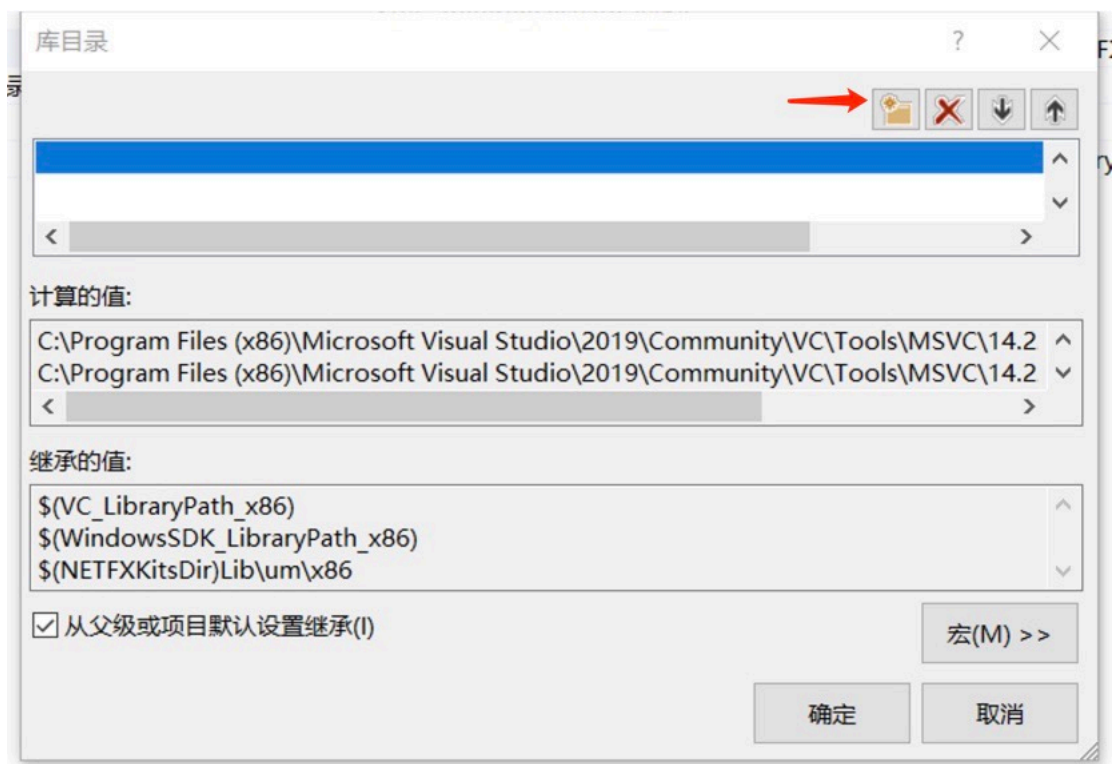 库目录
?
录
计算的值:
C:\Program Files (x86)\Microsoft Visual Studio\2019\Community\VC\Tools\MSVC\14.2
C:\Program Files (x86)\Microsoft Visual Studio\2019\Community\VC\Tools\MSVC\14.2
继承的值:
$(VC_LibraryPath_x86)
$(WindowsSDK_LibraryPath_x86)
$(NETFXKitsDir)Lib\um\x86
从父级或项目默认设置继承(I)
宏(M) >>
确定
取消